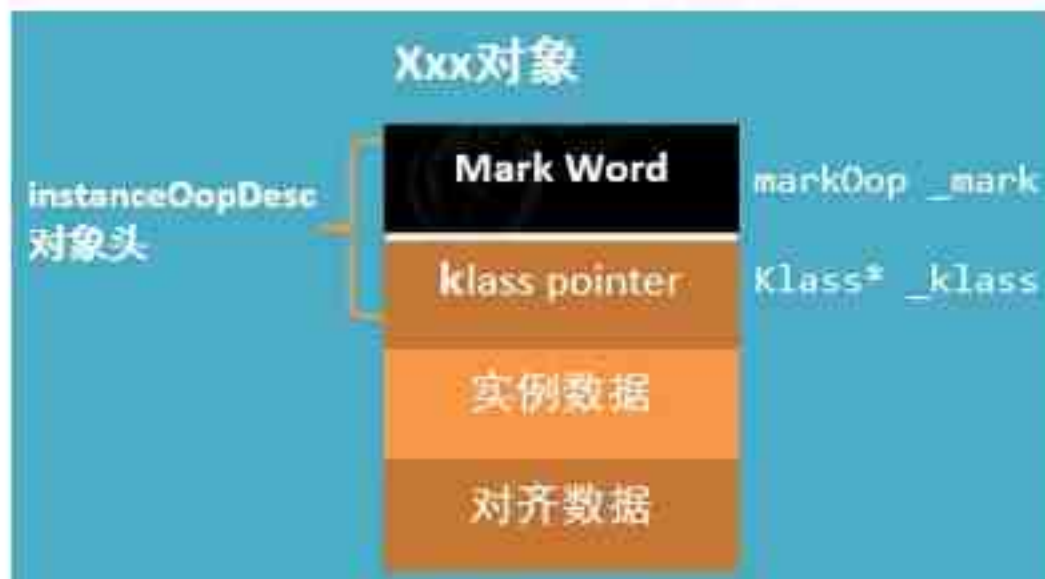 Xxx对象
Mark Word
markOop _mark
instanceOopDesc
对象头
klass pointer
Klass* _klass
实例数据
对齐数据